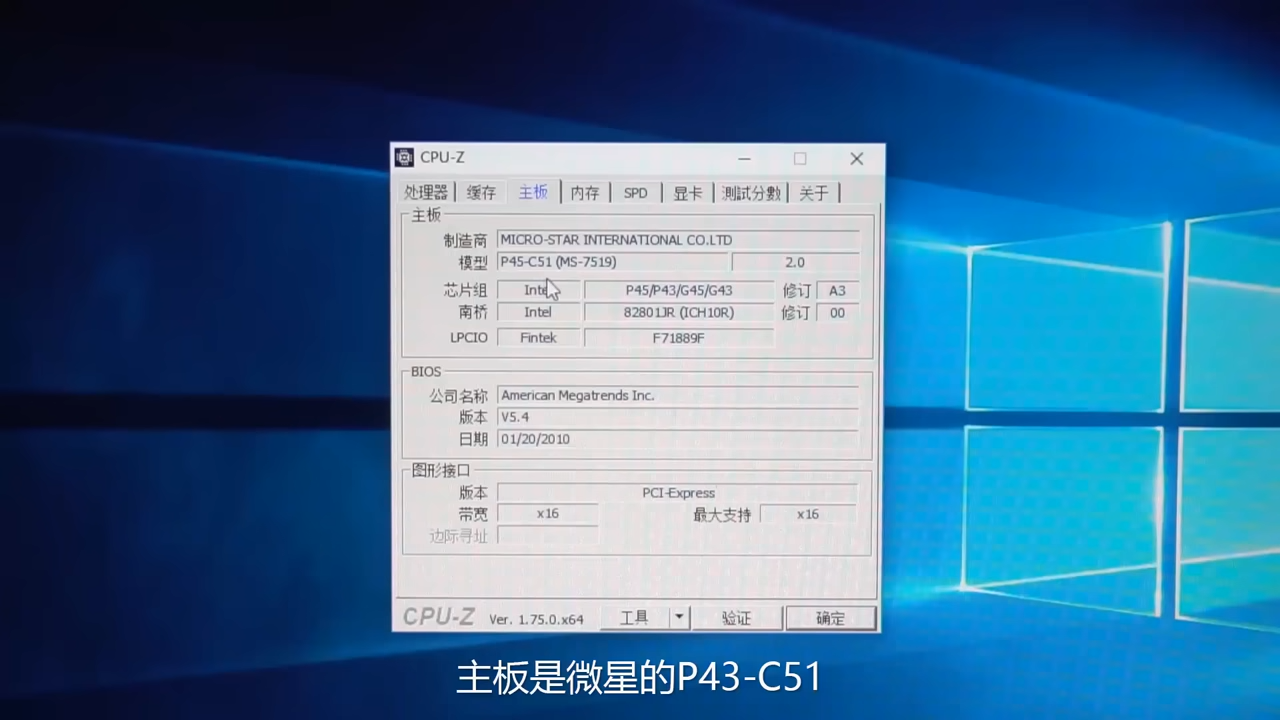 CPU-Z
处理器 缓存 主板 内存 SPD 显卡 測試分數 关于
主板
制造商 MICRO-STAR INTERNATIONAL CO.LTD
模型 P45-C51 (MS-7519) 2.0
芯片组 Intel P45/P43/G45/G43 修订 A3
南桥 Intel 82801JR (ICH10R) 修订 00
LPCIO Fintek F71889F
BIOS
公司名称 American Megatrends Inc.
版本 V5.4
日期 01/20/2010
图形接口
版本 PCI-Express
带宽 x16 最大支持 x16
边际寻址
CPU-Z Ver. 1.75.0.x64 工具 验证 确定
主板是微星的P43-C51